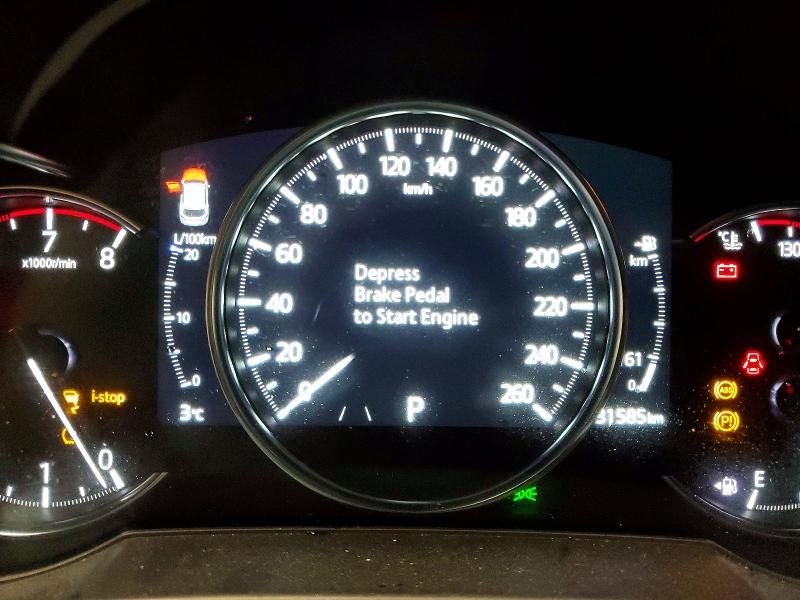 120 140
100 km/h 160
80 180
7
x1000r/min 8
L/100km
20
60 200
km
°C
130
Depress
Brake Pedal
to Start Engine
40 220
10
20 240
61
0
0
260
0
i-stop
ABS
P!
3°C
P
31585km
1 0
E